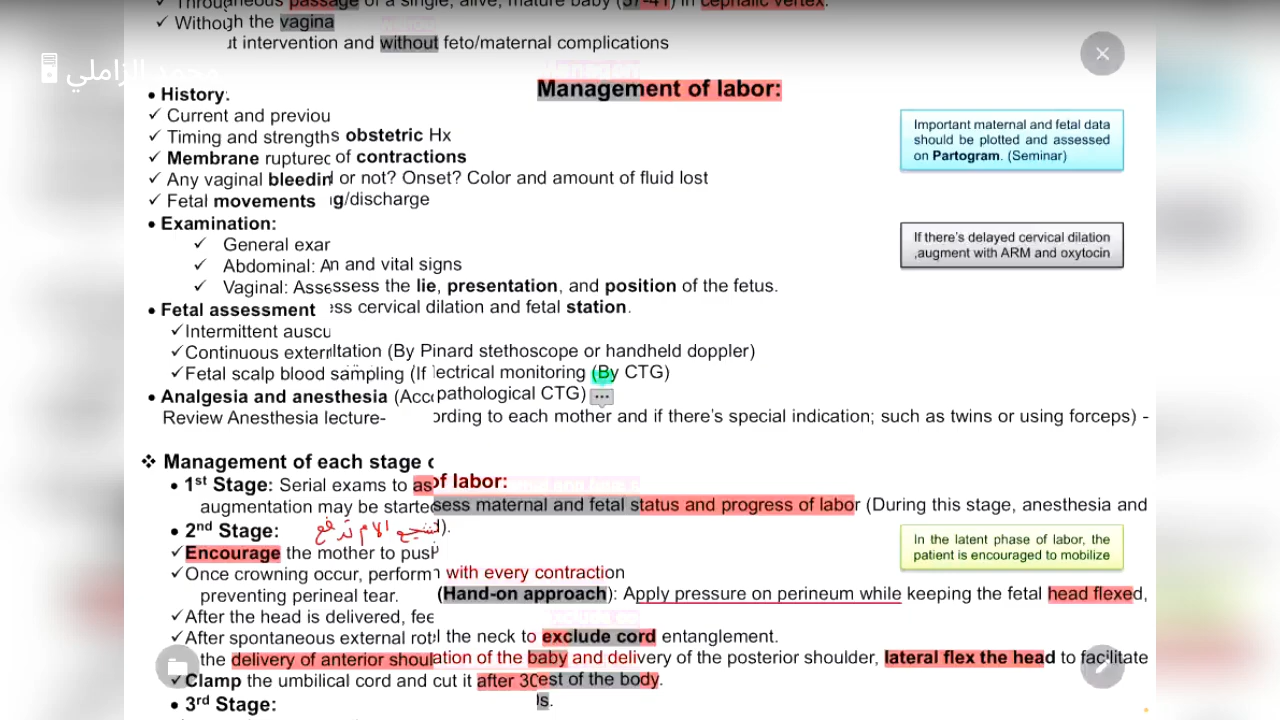 Spontaneous passage of a single, alive, mature baby (37-41) in cephalic vertex.
✓ Through the vagina
✓ Without intervention and without feto/maternal complications
محمد الزاملي
Management of labor:
• History:
✓ Current and previous obstetric Hx
✓ Timing and strength of contractions
✓ Membrane ruptured or not? Onset? Color and amount of fluid lost
✓ Any vaginal bleeding/discharge
✓ Fetal movements
Important maternal and fetal data
should be plotted and assessed
on Partogram. (Seminar)
• Examination:
✓ General exam and vital signs
✓ Abdominal: Assess the lie, presentation, and position of the fetus.
✓ Vaginal: Assess cervical dilation and fetal station.
If there's delayed cervical dilation
,augment with ARM and oxytocin
• Fetal assessment
✓Intermittent auscultation (By Pinard stethoscope or handheld doppler)
✓Continuous external electrical monitoring (By CTG)
✓Fetal scalp blood sampling (If pathological CTG)
• Analgesia and anesthesia (According to each mother and if there's special indication; such as twins or using forceps) -
Review Anesthesia lecture-
❖ Management of each stage of labor:
• 1st Stage: Serial exams to assess maternal and fetal status and progress of labor (During this stage, anesthesia and
augmentation may be started).
• 2nd Stage: نشجع الام تدفع
In the latent phase of labor, the
patient is encouraged to mobilize
✓Encourage the mother to push with every contraction
✓Once crowning occur, perform (Hand-on approach): Apply pressure on perineum while keeping the fetal head flexed,
preventing perineal tear.
✓After the head is delivered, feel the neck to exclude cord entanglement.
✓After spontaneous external rotation of the baby and delivery of the posterior shoulder, lateral flex the head to facilitate
the delivery of anterior of the body.
✓Clamp the umbilical cord and cut it after
• 3rd Stage: